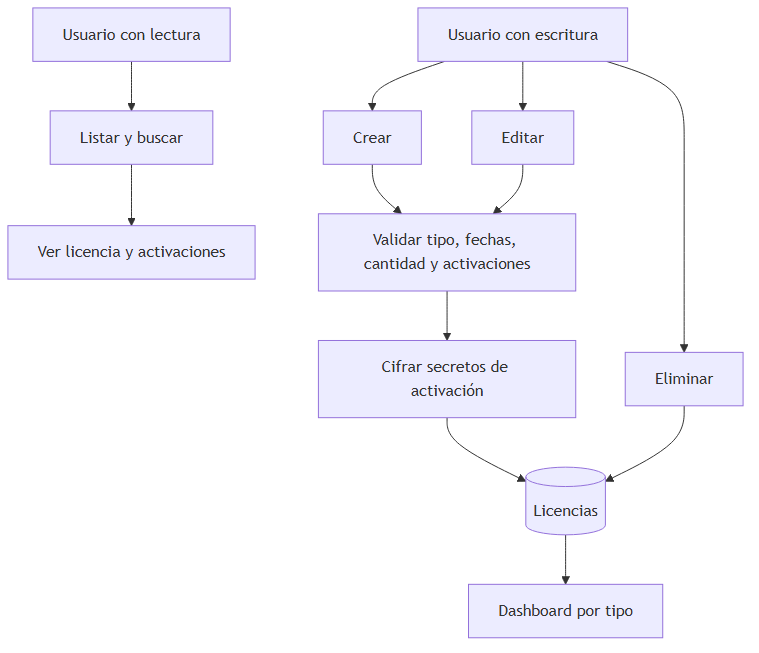 Usuario con lectura
Usuario con escritura
Listar y buscar
Crear
Editar
Ver licencia y activaciones
Validar tipo, fechas,
cantidad y activaciones
Cifrar secretos de
activación
Eliminar
Licencias
Dashboard por tipo